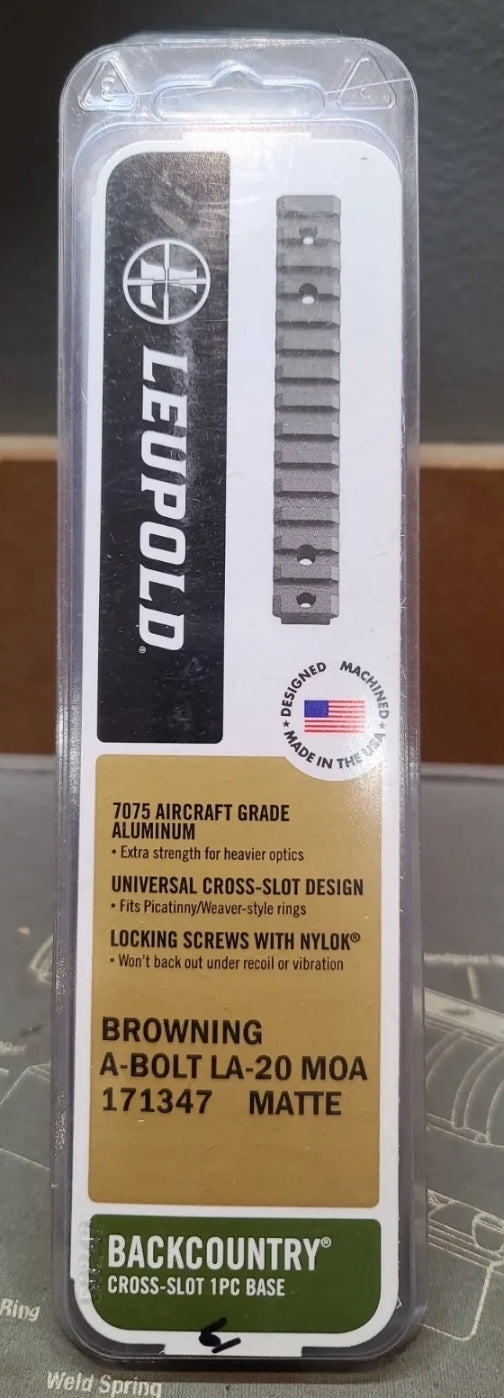 LEUPOLD®
DESIGNED MACHINED
★ MADE IN THE USA ★
7075 AIRCRAFT GRADE
ALUMINUM
• Extra strength for heavier optics
UNIVERSAL CROSS-SLOT DESIGN
• Fits Picatinny/Weaver-style rings
LOCKING SCREWS WITH NYLOK®
• Won't back out under recoil or vibration
BROWNING
A-BOLT LA-20 MOA
171347 MATTE
BACKCOUNTRY®
CROSS-SLOT 1PC BASE
Ring
Weld Spring